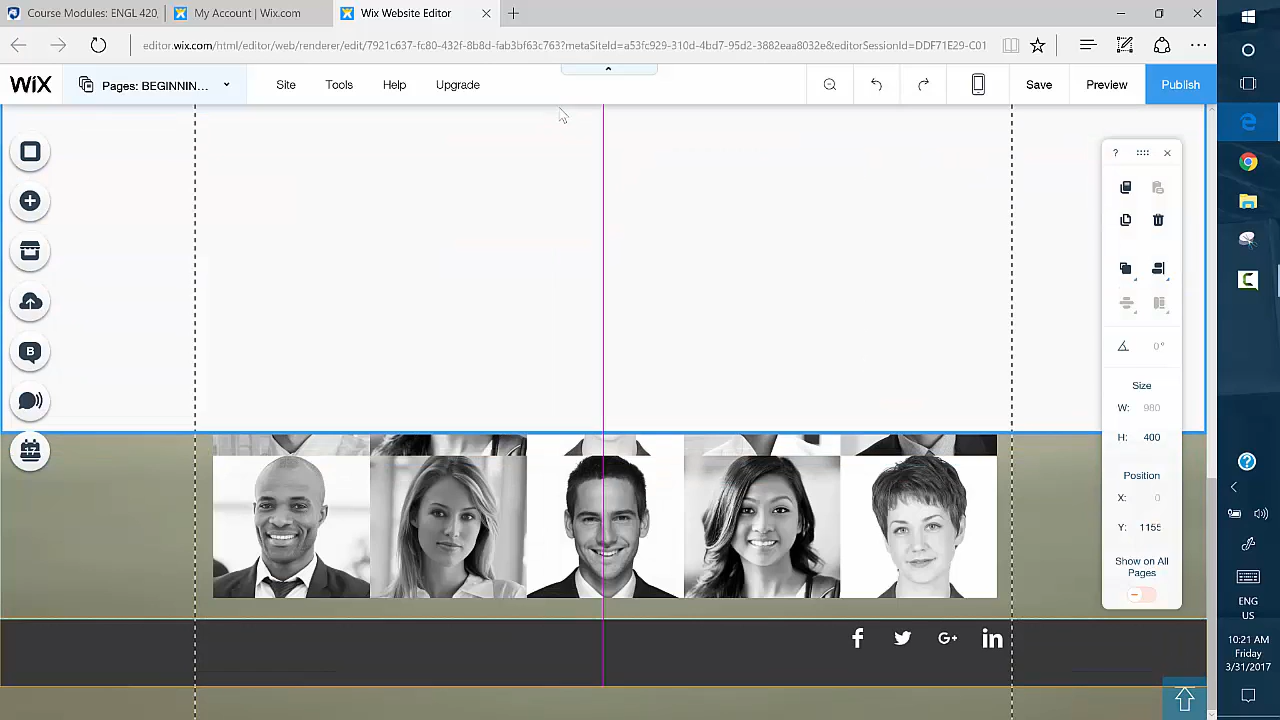 Course Modules: ENGL 420,
My Account | Wix.com
Wix Website Editor
editor.wix.com/html/editor/web/renderer/edit/7921c637-fc80-432f-8b8d-fab3bf63c763?metaSiteId=a53fc929-310d-4bd7-95d2-3882eaa8032e&editorSessionId=DDF71E29-C01
WiX
Pages: BEGINNIN...
Site
Tools
Help
Upgrade
Save
Preview
Publish
?
B
17
0°
Size
W: 980
H: 400
Position
X: 0
Y: 1155
Show on All
Pages
f
G+
in
ENG
US
10:21 AM
Friday
3/31/2017